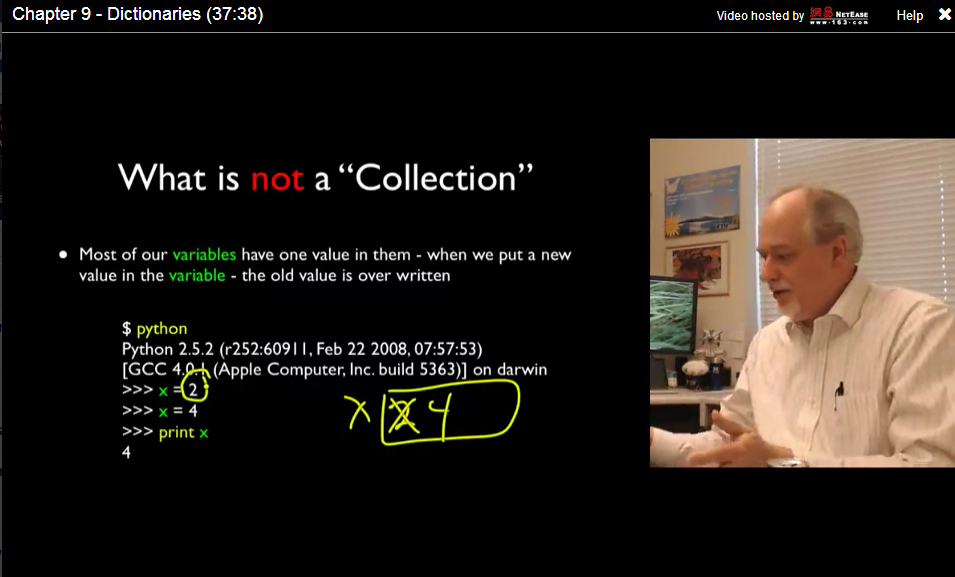 Chapter 9 - Dictionaries (37:38)
Video hosted by 網易 NETEASE www.163.com
Help
What is not a “Collection”
Most of our variables have one value in them - when we put a new
value in the variable - the old value is over written
$ python
Python 2.5.2 (r252:60911, Feb 22 2008, 07:57:53)
[GCC 4.0.1 (Apple Computer, Inc. build 5363)] on darwin
>>> x = 2
>>> x = 4
x 2 4
>>> print x
4